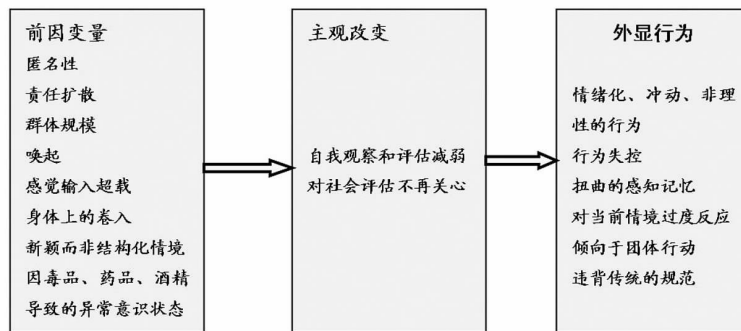 前因变量
匿名性
责任扩散
群体规模
唤起
感觉输入超载
身体上的卷入
新颖而非结构化情境
因毒品、药品、酒精
导致的异常意识状态
主观改变
自我观察和评估减弱
对社会评估不再关心
外显行为
情绪化、冲动、非理
性的行为
行为失控
扭曲的感知记忆
对当前情境过度反应
倾向于团体行动
违背传统的规范